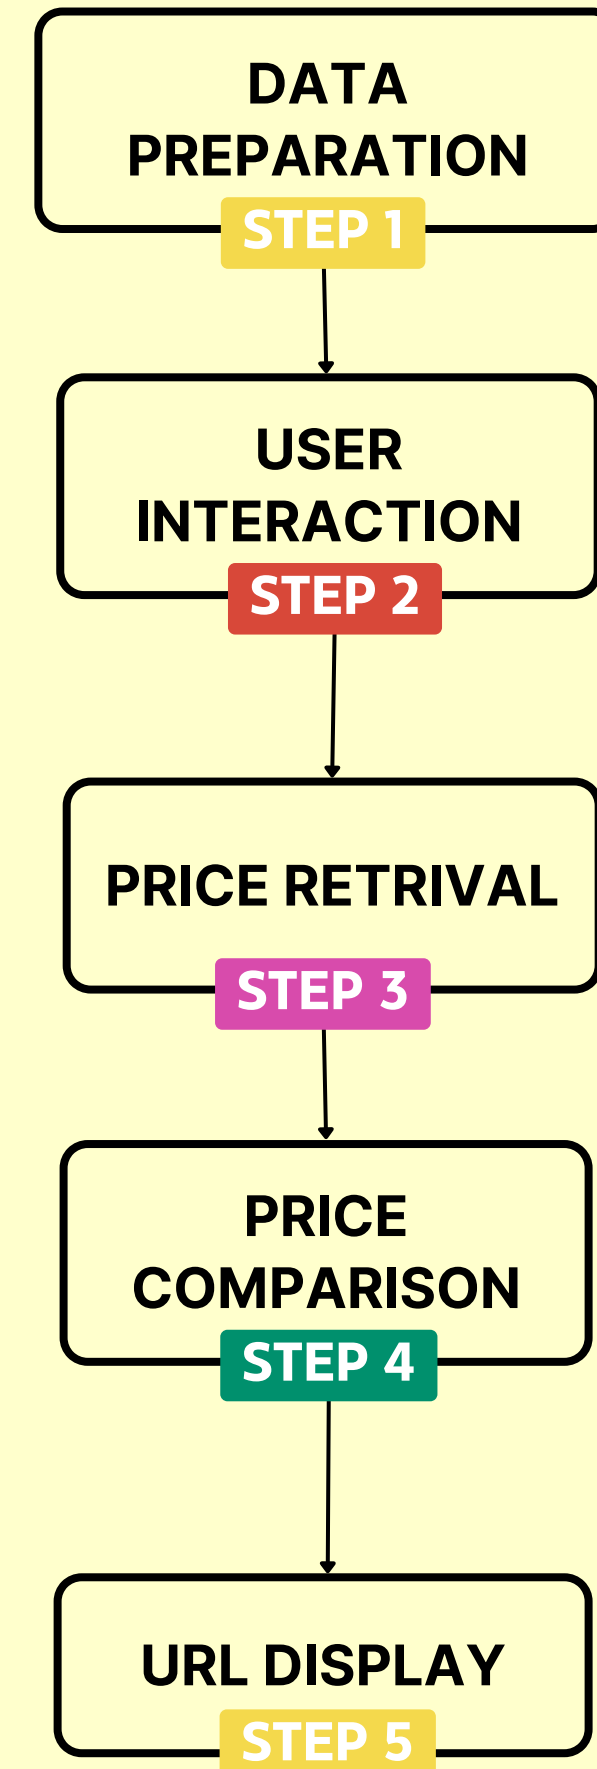 DATA
PREPARATION
STEP 1
USER
INTERACTION
STEP 2
PRICE RETRIVAL
STEP 3
PRICE
COMPARISON
STEP 4
URL DISPLAY
STEP 5